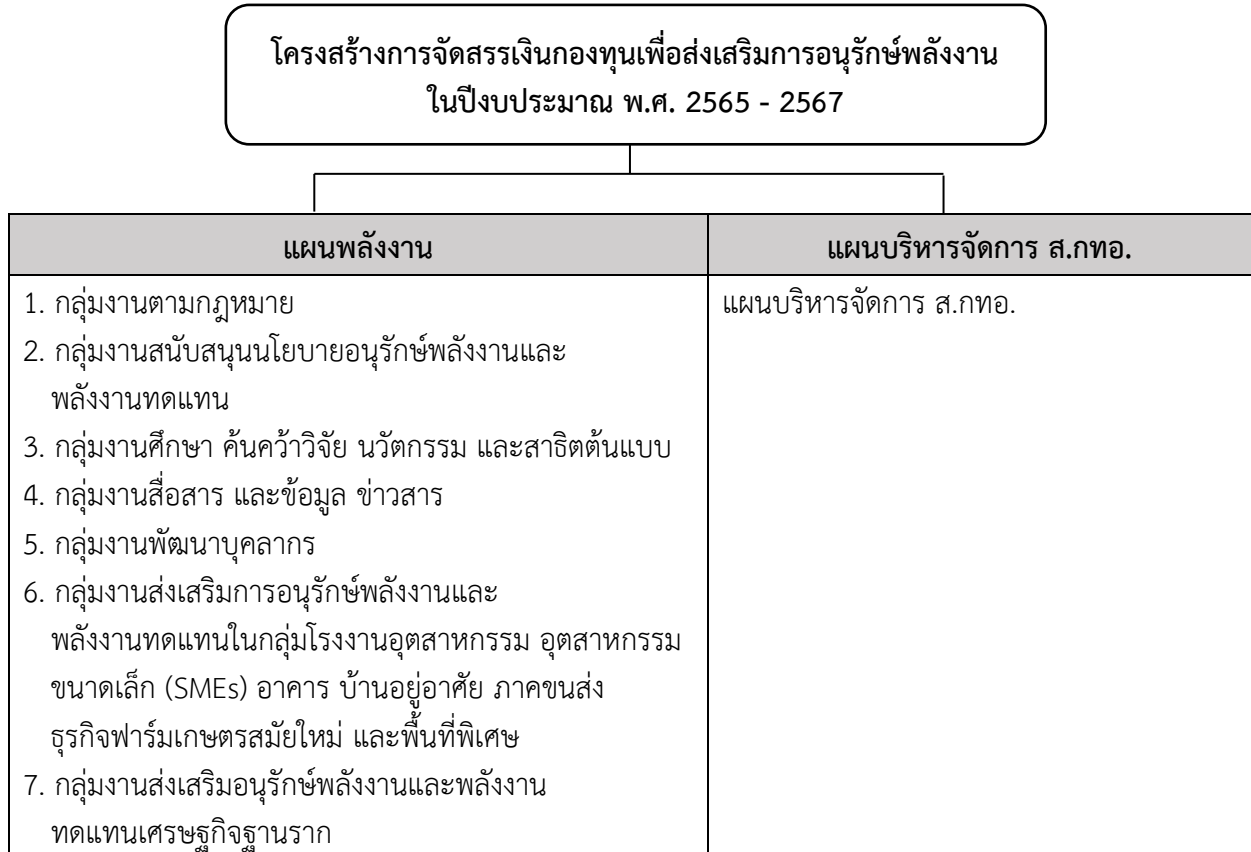 โครงสร้างการจัดสรรเงินกองทุนเพื่อส่งเสริมการอนุรักษ์พลังงาน
ในปีงบประมาณ พ.ศ. 2565 - 2567
แผนพลังงาน
แผนบริหารจัดการ ส.กทอ.
1. กลุ่มงานตามกฎหมาย
2. กลุ่มงานสนับสนุนนโยบายอนุรักษ์พลังงานและ
พลังงานทดแทน
3. กลุ่มงานศึกษา ค้นคว้าวิจัย นวัตกรรม และสาธิตต้นแบบ
4. กลุ่มงานสื่อสาร และข้อมูล ข่าวสาร
5. กลุ่มงานพัฒนาบุคลากร
6. กลุ่มงานส่งเสริมการอนุรักษ์พลังงานและ
พลังงานทดแทนในกลุ่มโรงงานอุตสาหกรรม อุตสาหกรรม
ขนาดเล็ก (SMEs) อาคาร บ้านอยู่อาศัย ภาคขนส่ง
ธุรกิจฟาร์มเกษตรสมัยใหม่ และพื้นที่พิเศษ
7. กลุ่มงานส่งเสริมอนุรักษ์พลังงานและพลังงาน
ทดแทนเศรษฐกิจฐานราก
แผนบริหารจัดการ ส.กทอ.